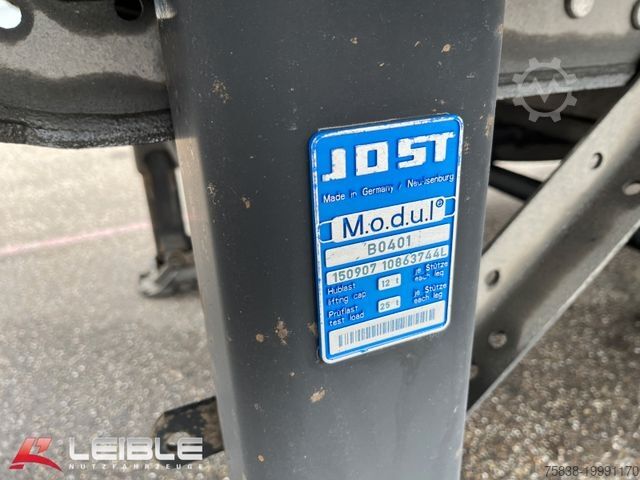 JOST
Made in Germany / Neu-Isenburg
M.o.d.u.l®
B0401
150907 10863744L
Hublast 12 t je Stütze
lifting cap each leg
Prüflast 25 t je Stütze
test load each leg
LEIBLE
NUTZFAHRZEUGE
75838-19991170